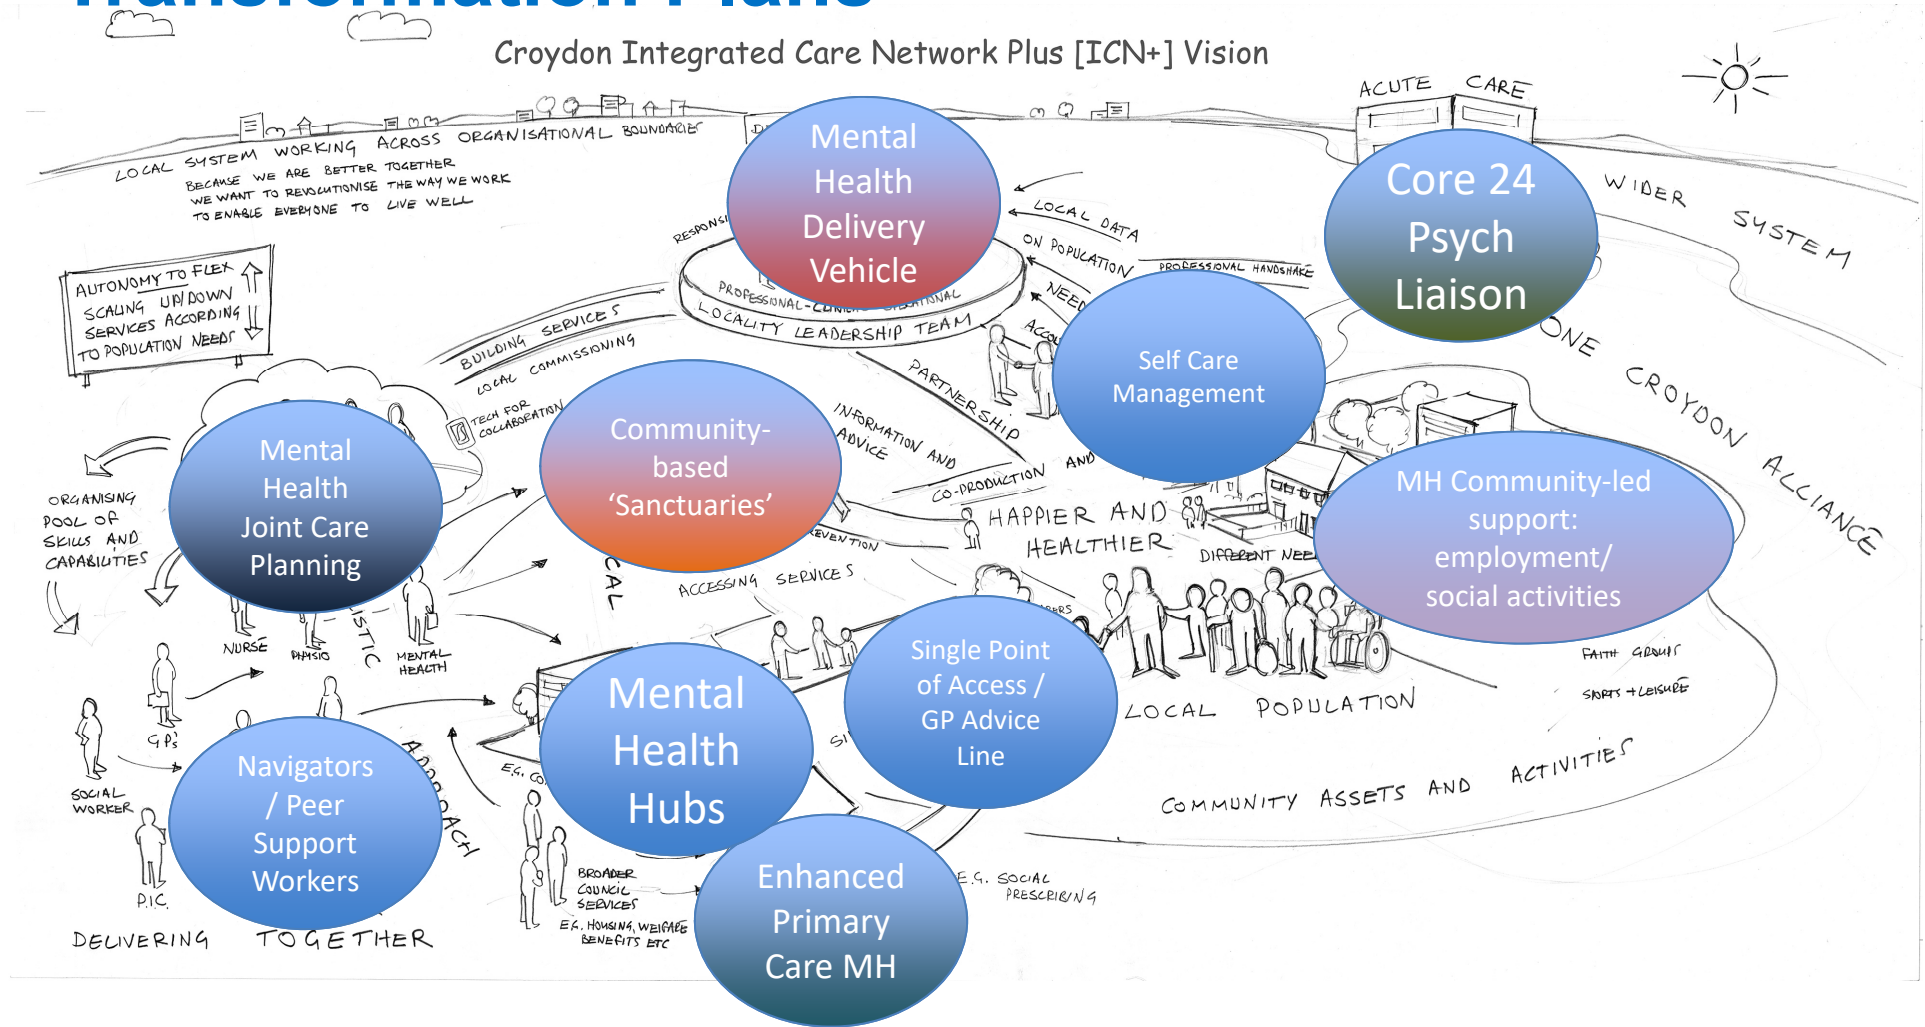 Transformation Plans
Croydon Integrated Care Network Plus [ICN+] Vision
ACUTE CARE
LOCAL SYSTEM WORKING ACROSS ORGANISATIONAL BOUNDARIES
BECAUSE WE ARE BETTER TOGETHER
WE WANT TO REVOLUTIONISE THE WAY WE WORK
TO ENABLE EVERYONE TO LIVE WELL
Mental
Health
Delivery
Vehicle
Core 24
Psych
Liaison
WIDER SYSTEM
LOCAL DATA
ON POPULATION
NEED
PROFESSIONAL HANDSHAKE
AUTONOMY TO FLEX
SCALING UP/DOWN
SERVICES ACCORDING
TO POPULATION NEEDS
LOCALITY LEADERSHIP TEAM
BUILDING SERVICES
LOCAL COMMISSIONING
TECH FOR
COLLABORATION
PARTNERSHIP
Self Care
Management
ONE CROYDON ALLIANCE
INFORMATION AND
ADVICE
CO-PRODUCTION AND
Mental
Health
Joint Care
Planning
Community-
based
‘Sanctuaries’
MH Community-led
support:
employment/
social activities
ORGANISING
POOL OF
SKILLS AND
CAPABILITIES
HAPPIER AND
HEALTHIER
DIFFERENT
ACCESSING SERVICES
NURSE
PHYSIO
MENTAL
HEALTH
Single Point
of Access /
GP Advice
Line
FAITH GROUPS
SPORTS + LEISURE
Mental
Health
Hubs
LOCAL POPULATION
GP's
SOCIAL
WORKER
Navigators
/ Peer
Support
Workers
APPROACH
E.G.
COMMUNITY ASSETS AND ACTIVITIES
P.I.C.
BROADER
COUNCIL
SERVICES
E.G. HOUSING, WELFARE
BENEFITS ETC
Enhanced
Primary
Care MH
E.G. SOCIAL
PRESCRIBING
DELIVERING TOGETHER